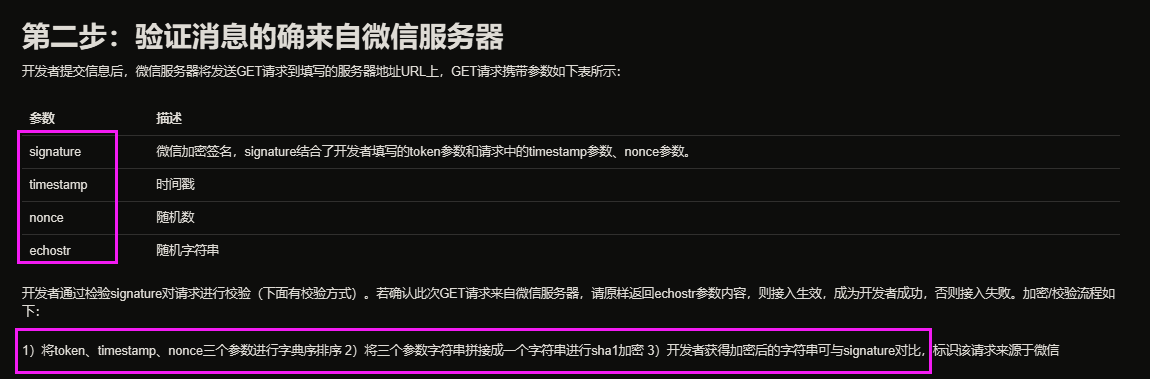 第二步：验证消息的确来自微信服务器
开发者提交信息后，微信服务器将发送GET请求到填写的服务器地址URL上，GET请求携带参数如下表所示：
参数 描述
signature 微信加密签名，signature结合了开发者填写的token参数和请求中的timestamp参数、nonce参数。
timestamp 时间戳
nonce 随机数
echostr 随机字符串
开发者通过检验signature对请求进行校验（下面有校验方式）。若确认此次GET请求来自微信服务器，请原样返回echostr参数内容，则接入生效，成为开发者成功，否则接入失败。加密/校验流程如
下：
1）将token、timestamp、nonce三个参数进行字典序排序 2）将三个参数字符串拼接成一个字符串进行sha1加密 3）开发者获得加密后的字符串可与signature对比，标识该请求来源于微信